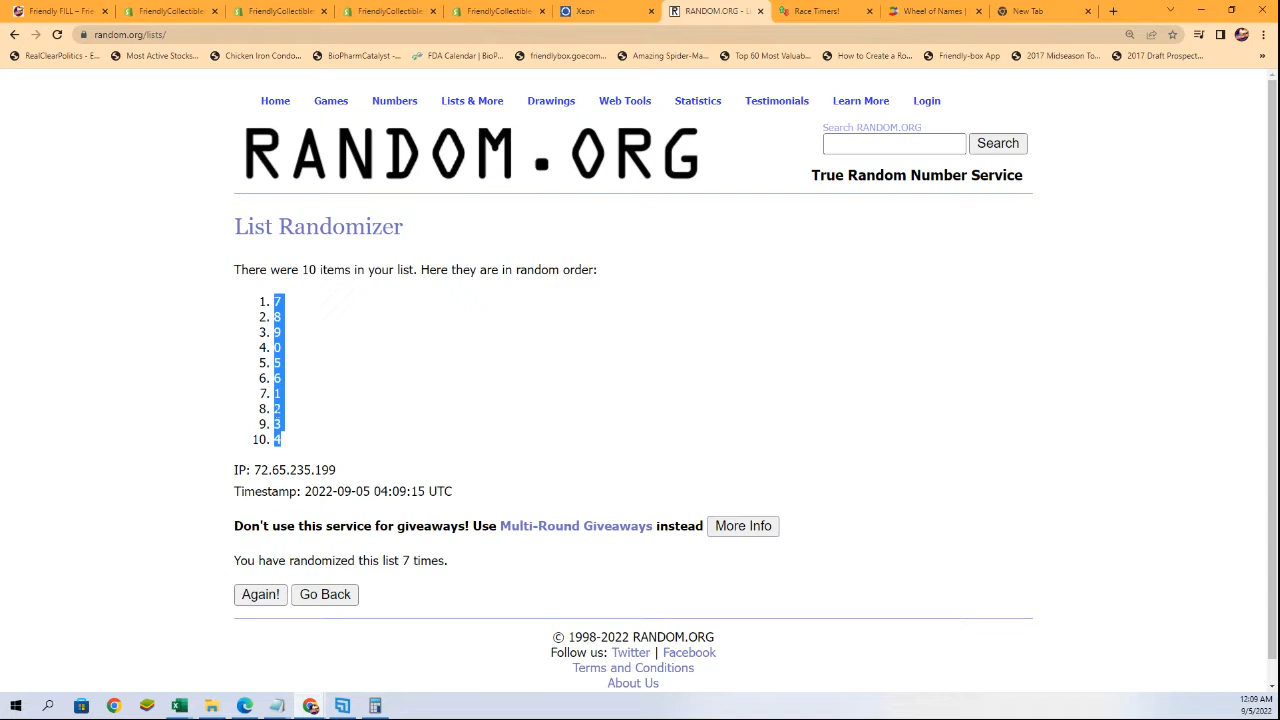 Friendly FILL – Frien
FriendlyCollectible
FriendlyCollectible
FriendlyCollectible
FriendlyCollectible
Xeon
RANDOM.ORG - Li
Race Timers!
Wheel of Names |
New Tab
random.org/lists/
RealClearPolitics - E...
Most Active Stocks...
Chicken Iron Condo...
BioPharmCatalyst -...
FDA Calendar | BioP...
friendlybox.goecom...
Amazing Spider-Ma...
Top 60 Most Valuab...
How to Create a Ro...
Friendly-box App
2017 Midseason To...
2017 Draft Prospect...
»
Home Games Numbers Lists & More Drawings Web Tools Statistics Testimonials Learn More Login
RANDOM.ORG
Search RANDOM.ORG
Search
True Random Number Service
List Randomizer
There were 10 items in your list. Here they are in random order:
1. 7
2. 8
3. 9
4. 0
5. 5
6. 6
7. 1
8. 2
9. 3
10. 4
IP: 72.65.235.199
Timestamp: 2022-09-05 04:09:15 UTC
Don't use this service for giveaways! Use Multi-Round Giveaways instead More Info
You have randomized this list 7 times.
Again! Go Back
© 1998-2022 RANDOM.ORG
Follow us: Twitter | Facebook
Terms and Conditions
About Us
12:09 AM
9/5/2022